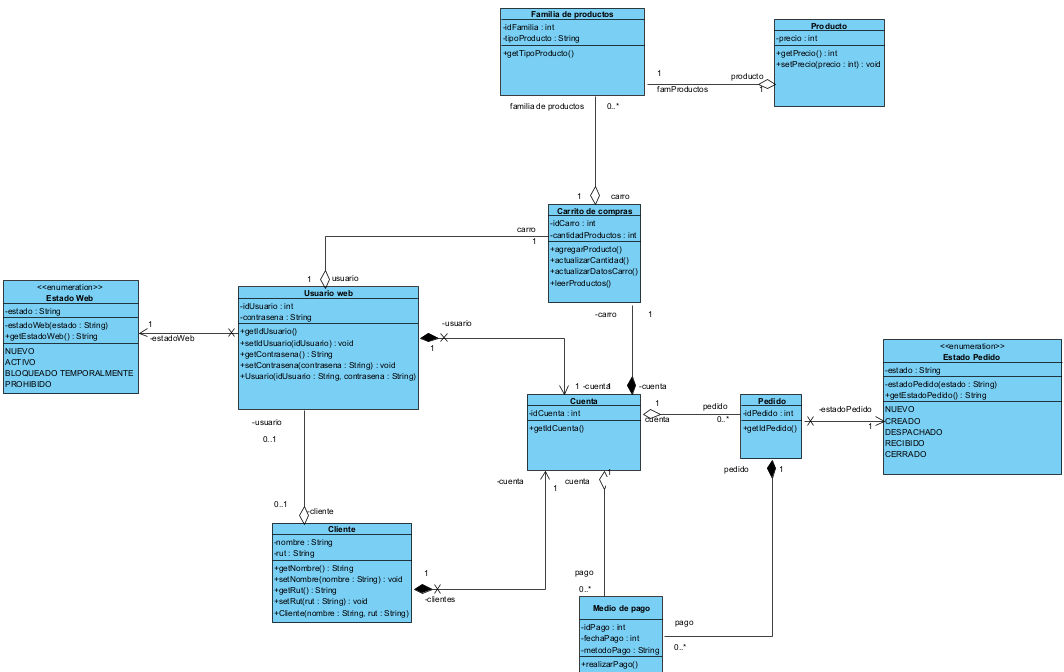 Familia de productos
-idFamilia : int
-tipoProducto : String
+getTipoProducto()
Producto
-precio : int
+getPrecio() : int
+setPrecio(precio : int) : void
1
producto
famProductos
1
familia de productos
0..*
1
carro
Carrito de compras
-idCarro : int
-cantidadProductos : int
+agregarProducto()
+actualizarCantidad()
+actualizarDatosCarro()
+leerProductos()
carro
1
1
usuario
<<enumeration>>
Estado Web
-estado : String
-estadoWeb(estado : String)
+getEstadoWeb() : String
NUEVO
ACTIVO
BLOQUEADO TEMPORALMENTE
PROHIBIDO
1
-estadoWeb
Usuario web
-idUsuario : int
-contrasena : String
+getIdUsuario()
+setIdUsuario(idUsuario) : void
+getContrasena() : String
+setContrasena(contrasena : String) : void
+Usuario(idUsuario : String, contrasena : String)
-usuario
1
-carro
1
1
-cuenta
1
-cuenta
Cuenta
-idCuenta : int
+getIdCuenta()
1
cuenta
pedido
0..*
Pedido
-idPedido : int
+getIdPedido()
-estadoPedido
1
<<enumeration>>
Estado Pedido
-estado : String
-estadoPedido(estado : String)
+getEstadoPedido() : String
NUEVO
CREADO
DESPACHADO
RECIBIDO
CERRADO
-usuario
0..1
0..1
-cliente
Cliente
-nombre : String
-rut : String
+getNombre() : String
+setNombre(nombre : String) : void
+getRut() : String
+setRut(rut : String) : void
+Cliente(nombre : String, rut : String)
1
-clientes
-cuenta
1
cuenta
1
pedido
1
pago
0..*
Medio de pago
-idPago : int
-fechaPago : int
-metodoPago : String
+realizarPago()
pago
0..*